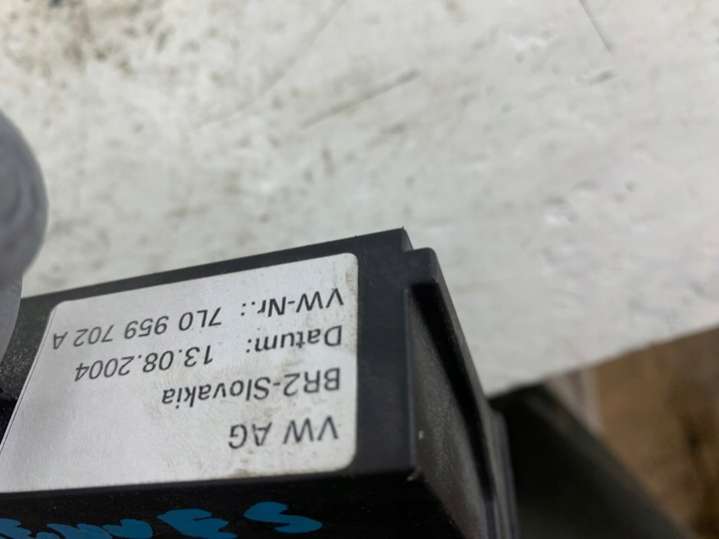 VW AG
BR2-Slovakia
Datum: 13.08.2004
VW-Nr.: 7L0 959 702 A